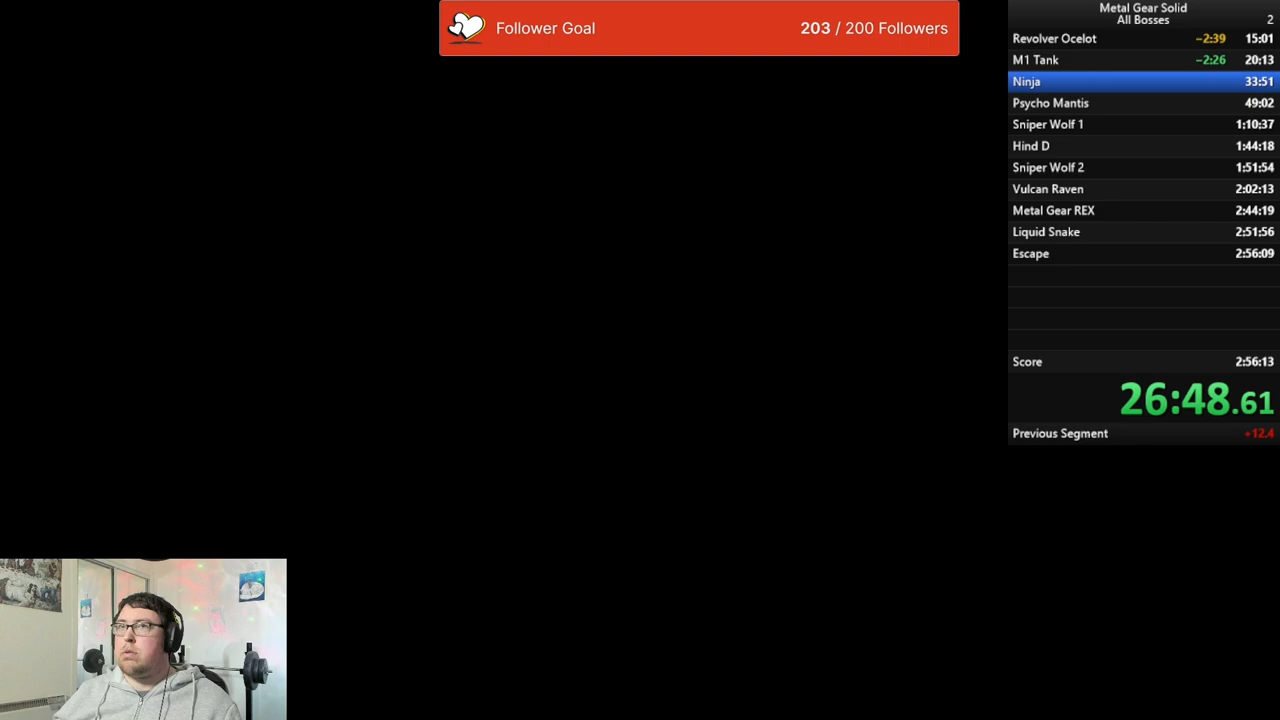 Follower Goal 203 / 200 Followers
Metal Gear Solid
All Bosses 2
Revolver Ocelot −2:39 15:01
M1 Tank −2:26 20:13
Ninja 33:51
Psycho Mantis 49:02
Sniper Wolf 1 1:10:37
Hind D 1:44:18
Sniper Wolf 2 1:51:54
Vulcan Raven 2:02:13
Metal Gear REX 2:44:19
Liquid Snake 2:51:56
Escape 2:56:09
Score 2:56:13
26:48.61
Previous Segment +12.4